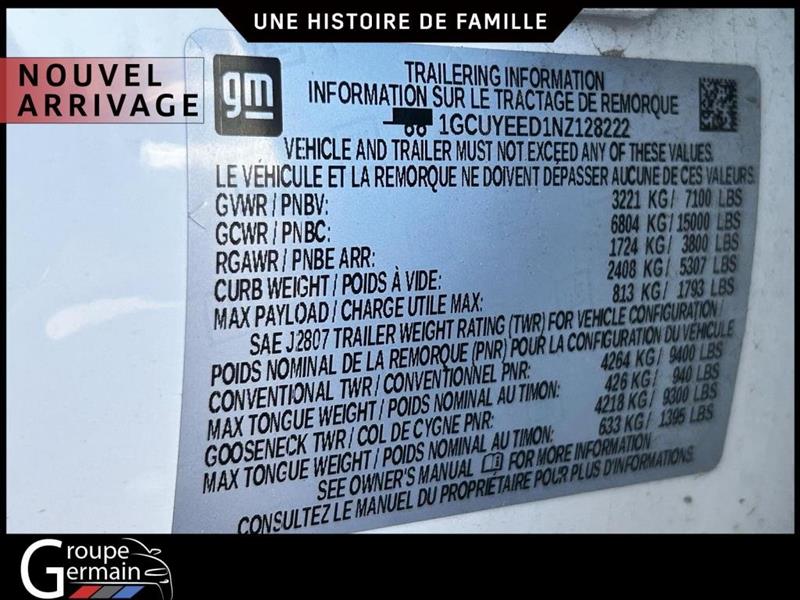 UNE HISTOIRE DE FAMILLE
NOUVEL
ARRIVAGE
gm
TRAILERING INFORMATION
INFORMATION SUR LE TRACTAGE DE REMORQUE
1GCUYEED1NZ128222
VEHICLE AND TRAILER MUST NOT EXCEED ANY OF THESE VALUES.
LE VÉHICULE ET LA REMORQUE NE DOIVENT DÉPASSER AUCUNE DE CES VALEURS.
GVWR / PNBV: 3221 KG/ 7100 LBS
GCWR / PNBC: 6804 KG/ 15000 LBS
RGAWR / PNBE ARR: 1724 KG/ 3800 LBS
CURB WEIGHT / POIDS À VIDE: 2408 KG/ 5307 LBS
MAX PAYLOAD / CHARGE UTILE MAX: 813 KG/ 1793 LBS
SAE J2807 TRAILER WEIGHT RATING (TWR) FOR VEHICLE CONFIGURATION /
POIDS NOMINAL DE LA REMORQUE (PNR) POUR LA CONFIGURATION DU VÉHICULE
CONVENTIONAL TWR / CONVENTIONNEL PNR: 4264 KG/ 9400 LBS
MAX TONGUE WEIGHT / POIDS NOMINAL AU TIMON: 426 KG/ 940 LBS
GOOSENECK TWR / COL DE CYGNE PNR: 4218 KG/ 9300 LBS
MAX TONGUE WEIGHT / POIDS NOMINAL AU TIMON: 633 KG/ 1395 LBS
SEE OWNER'S MANUAL FOR MORE INFORMATION
CONSULTEZ LE MANUEL DU PROPRIÉTAIRE POUR PLUS D'INFORMATIONS.
Groupe
Germain